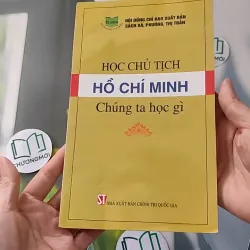 HỘI ĐỒNG CHỈ ĐẠO XUẤT BẢN
SÁCH XÃ, PHƯỜNG, THỊ TRẤN
HỌC CHỦ TỊCH
HỒ CHÍ MINH
Chúng ta học gì
NHÀ XUẤT BẢN CHÍNH TRỊ QUỐC GIA
CHUONGMOI